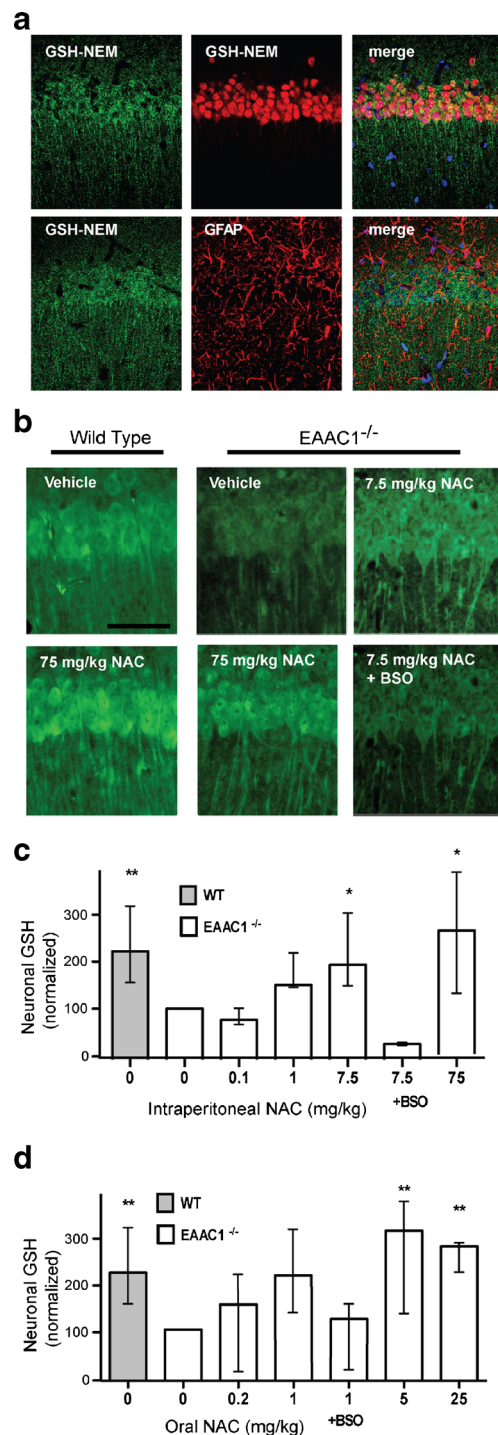 a
GSH-NEM
GSH-NEM
merge
GSH-NEM
GFAP
merge
b
Wild Type
EAAC1-/-
Vehicle
Vehicle
7.5 mg/kg NAC
75 mg/kg NAC
75 mg/kg NAC
7.5 mg/kg NAC
+ BSO
c
** * *
WT
EAAC1 -/-
Neuronal GSH
(normalized)
300
200
100
0
0 0 0.1 1 7.5 7.5 75
+BSO
Intraperitoneal NAC (mg/kg)
d
** ** **
WT
EAAC1 -/-
Neuronal GSH
(normalized)
300
200
100
0
0 0 0.2 1 1 5 25
+BSO
Oral NAC (mg/kg)